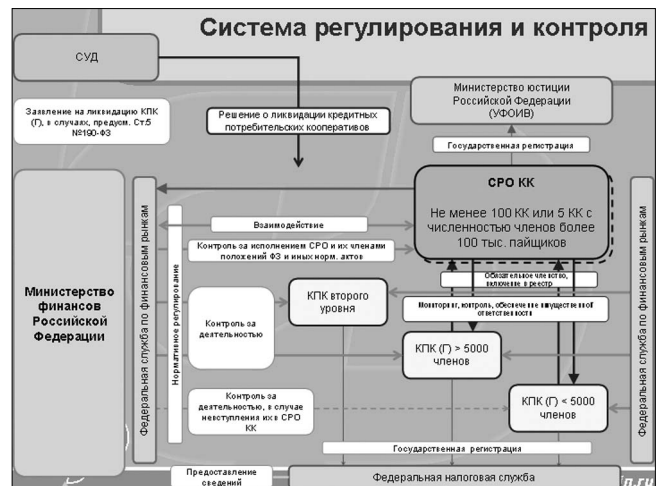 Система регулирования и контроля
СУД
Заявление на ликвидацию КПК
(Г), в случаях, предусм. Ст.5
№190-ФЗ
Решение о ликвидации кредитных
потребительских кооперативов
Министерство юстиции
Российской Федерации
(УФОИВ)
Государственная регистрация
СРО КК
Не менее 100 КК или 5 КК с
численностью членов более
100 тыс. пайщиков
Министерство
финансов
Российской
Федерации
Федеральная служба по финансовым рынкам
Нормативное регулирование
Взаимодействие
Контроль за исполнением СРО и их членами
положений ФЗ и иных норм. актов
Обязательное членство,
включение в реестр
КПК второго
уровня
Мониторинг, контроль, обеспечение имущественной
ответственности
Контроль за
деятельностью
КПК (Г) > 5000
членов
Контроль за
деятельностью, в случае
невступления их в СРО
КК
КПК (Г) < 5000
членов
Федеральная служба по финансовым рынкам
Государственная регистрация
Предоставление
сведений
Федеральная налоговая служба
in.ru